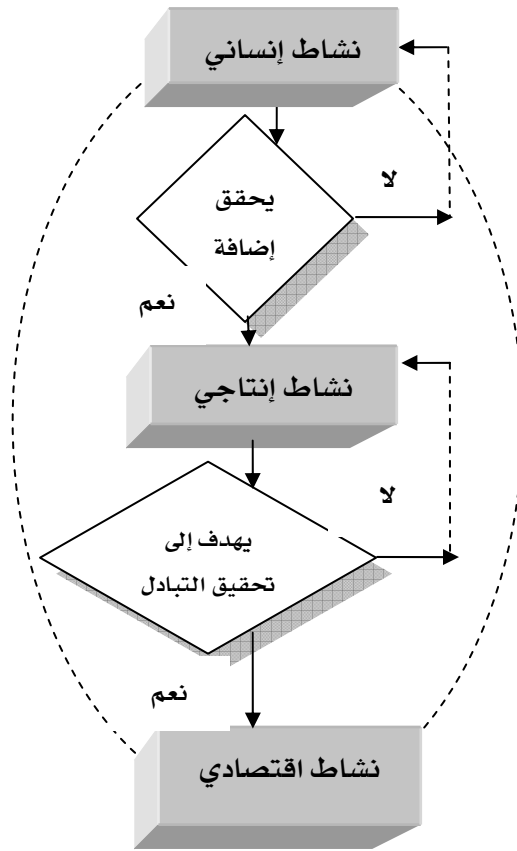 نشاط إنساني
لا
يحقق
إضافة
نعم
نشاط إنتاجي
لا
يهدف إلى
تحقيق التبادل
نعم
نشاط اقتصادي